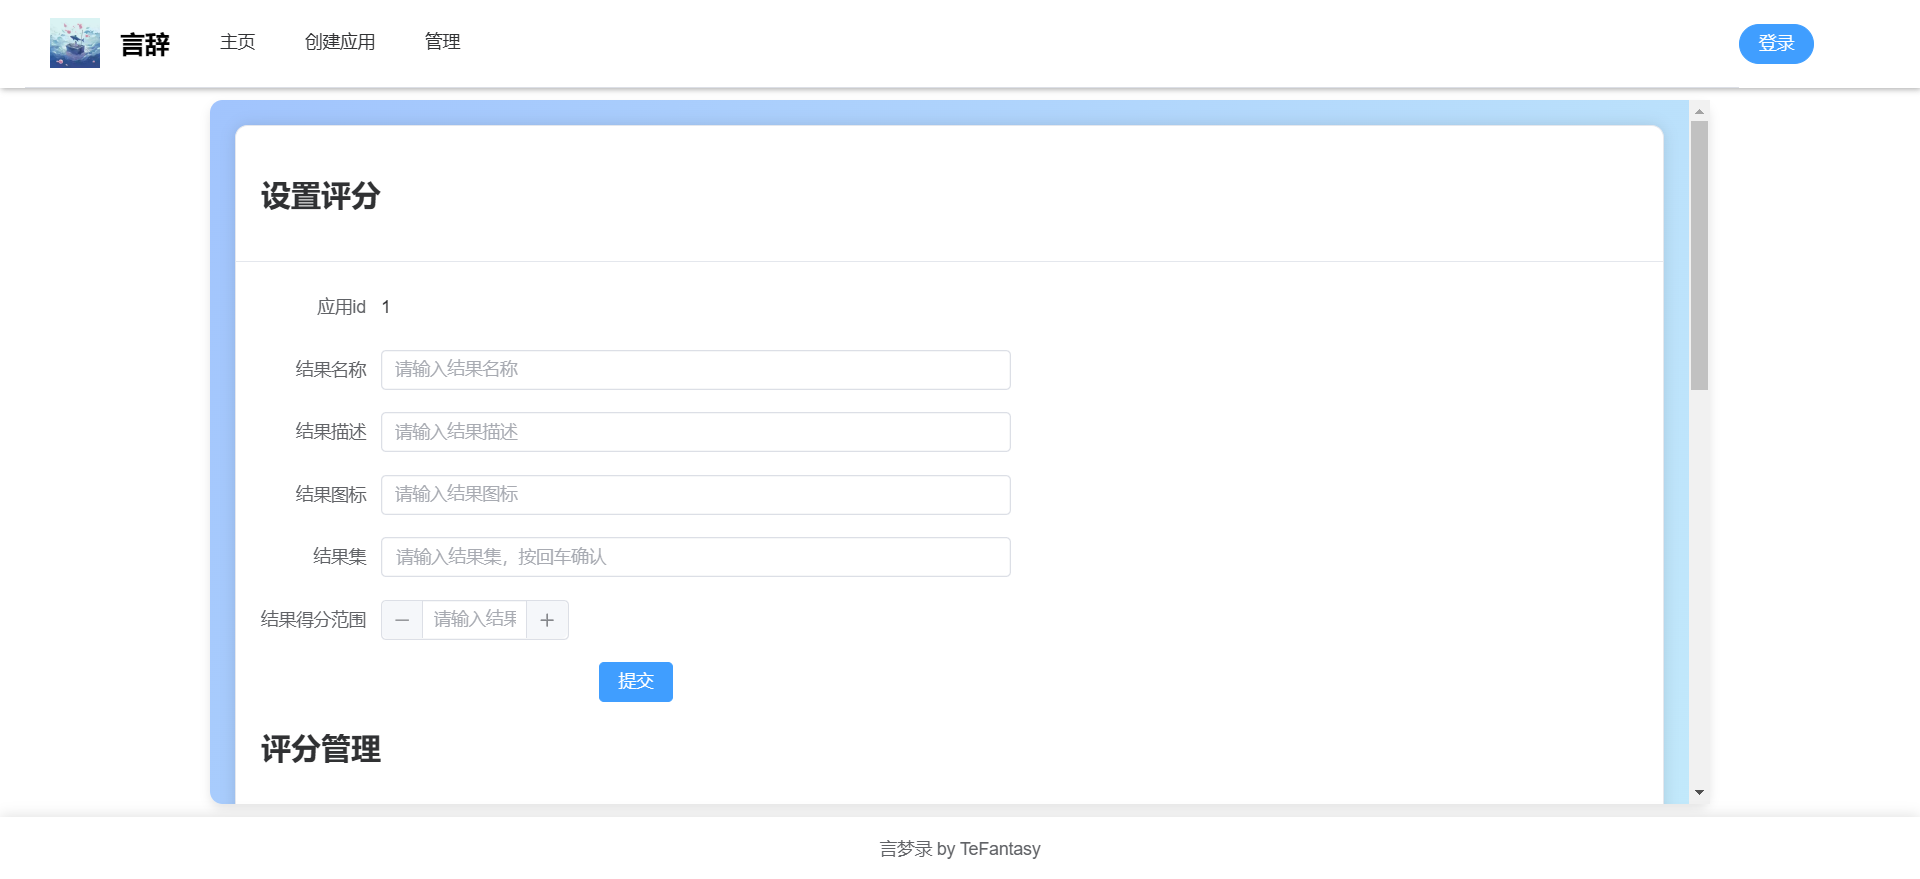 言辞
主页
创建应用
管理
登录
设置评分
应用id 1
结果名称 请输入结果名称
结果描述 请输入结果描述
结果图标 请输入结果图标
结果集 请输入结果集，按回车确认
结果得分范围 请输入结果
提交
评分管理
言梦录 by TeFantasy